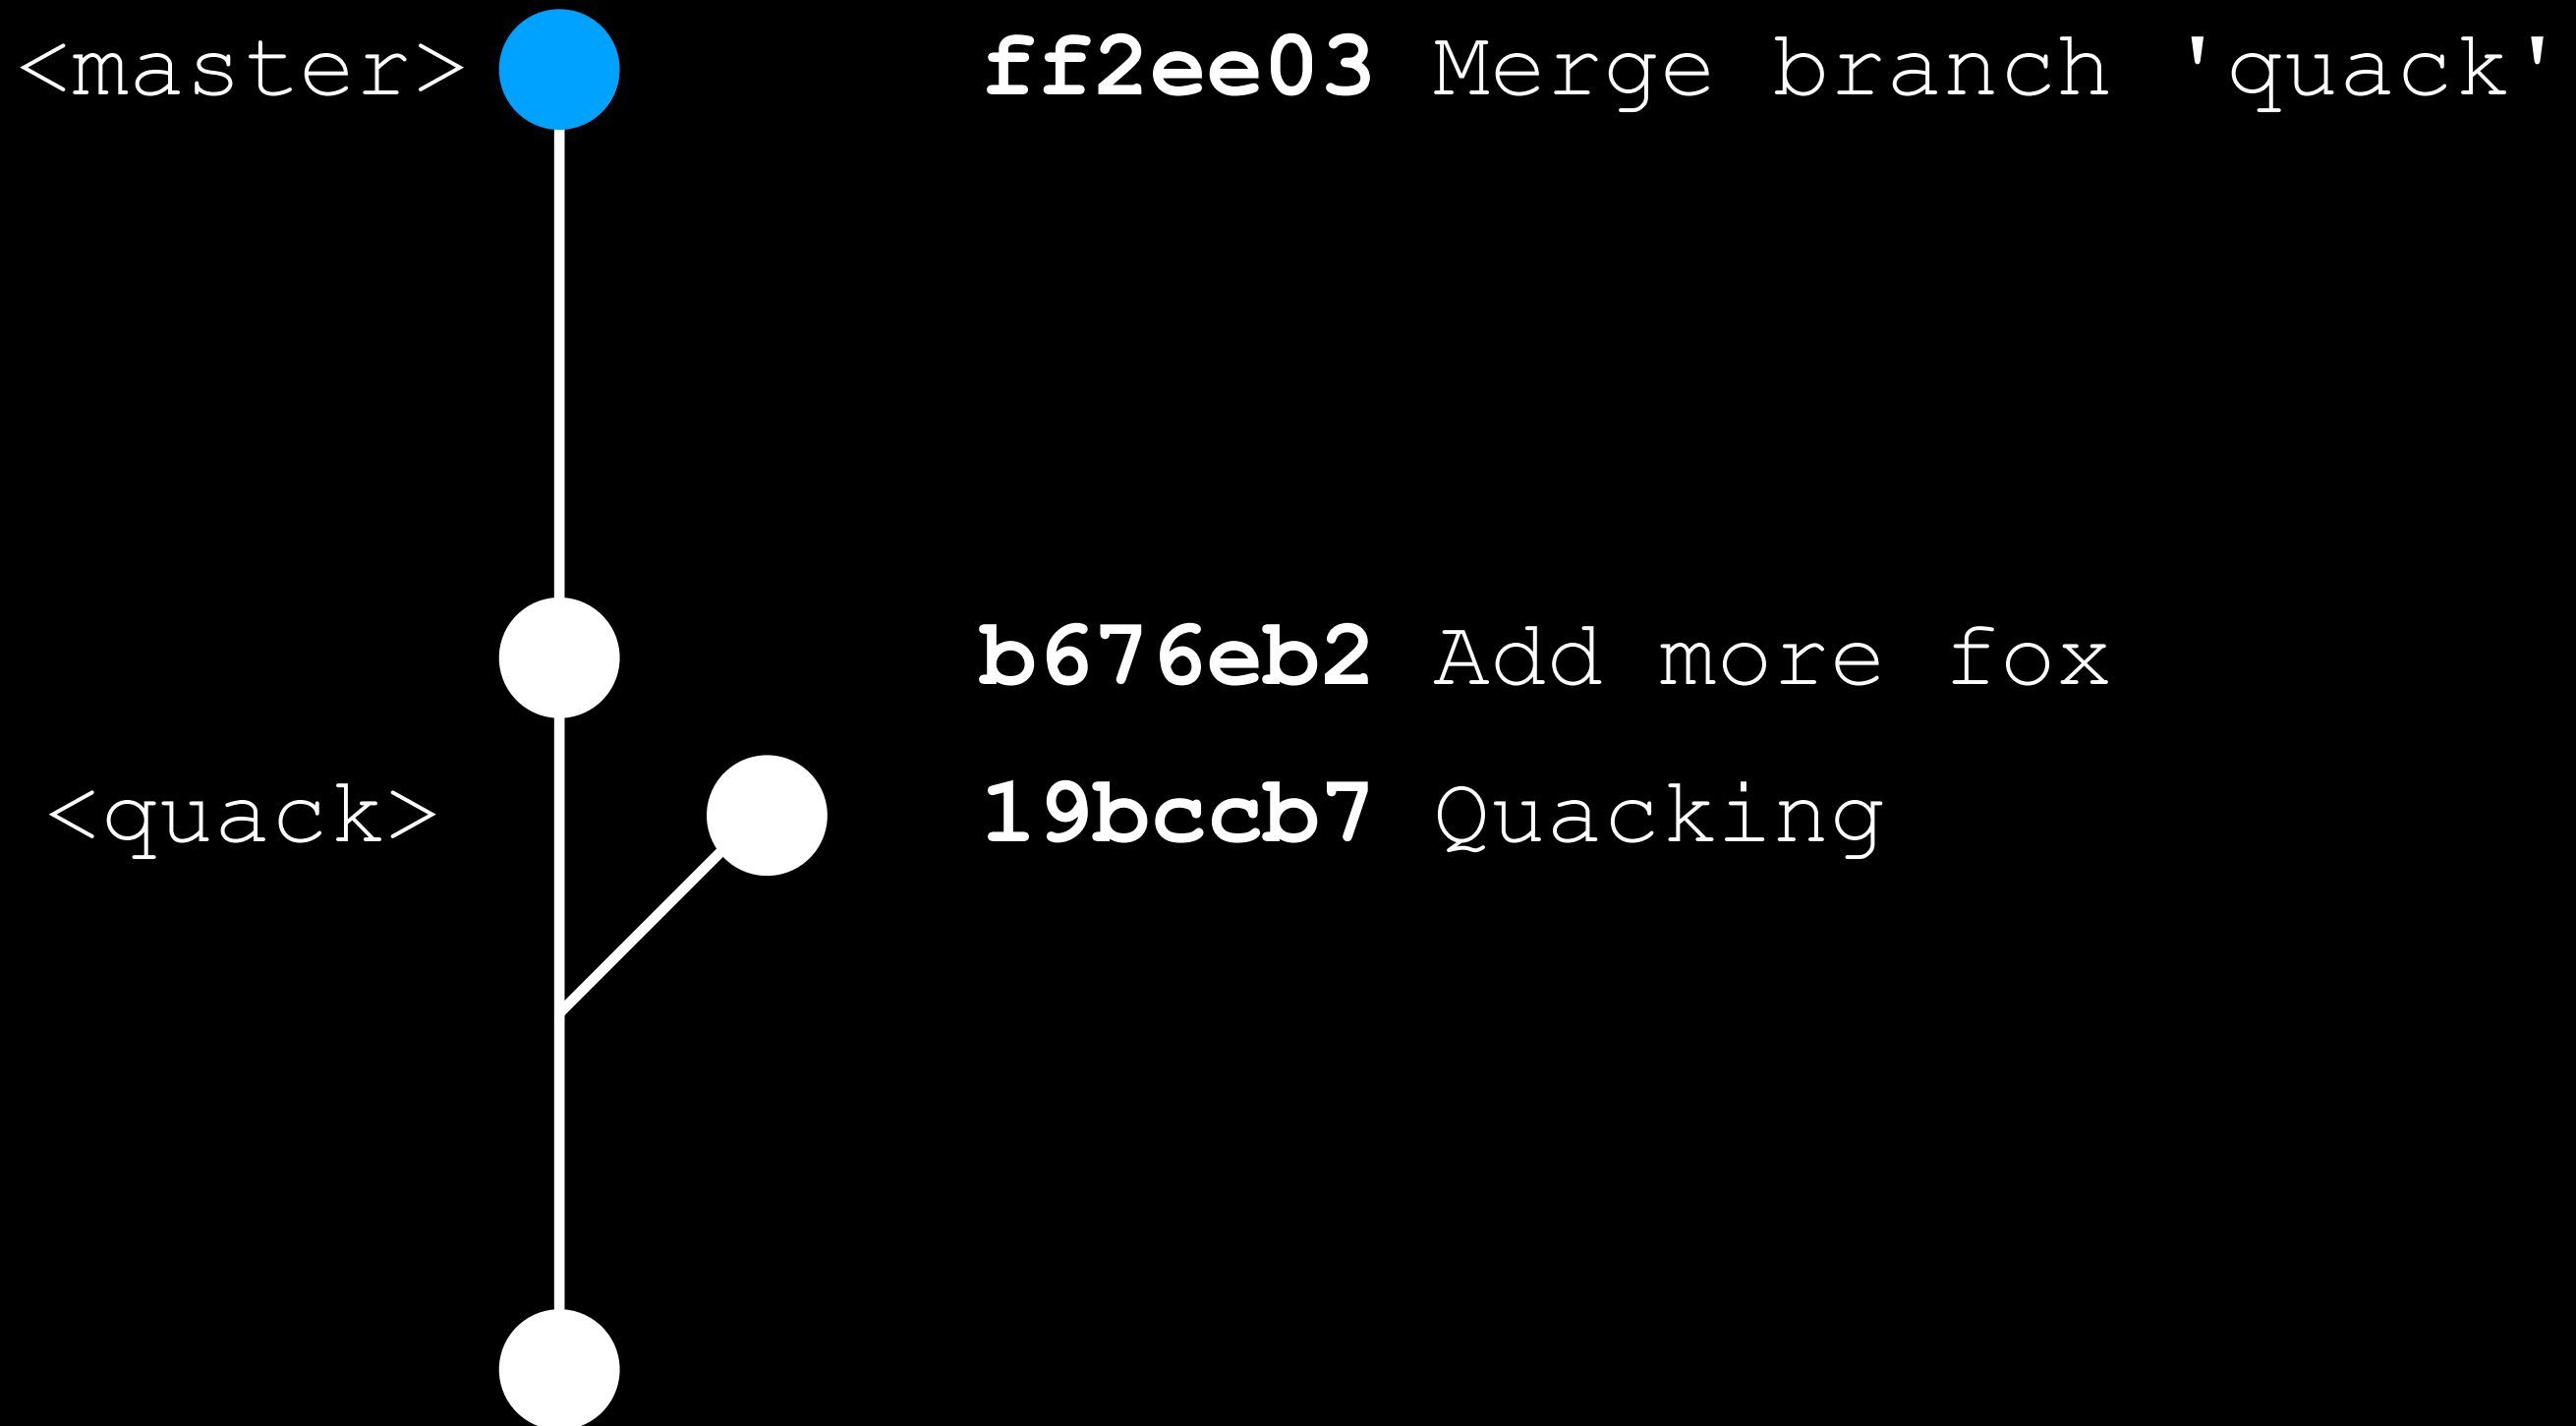 <master> ff2ee03 Merge branch 'quack'
b676eb2 Add more fox
<quack> 19bccb7 Quacking